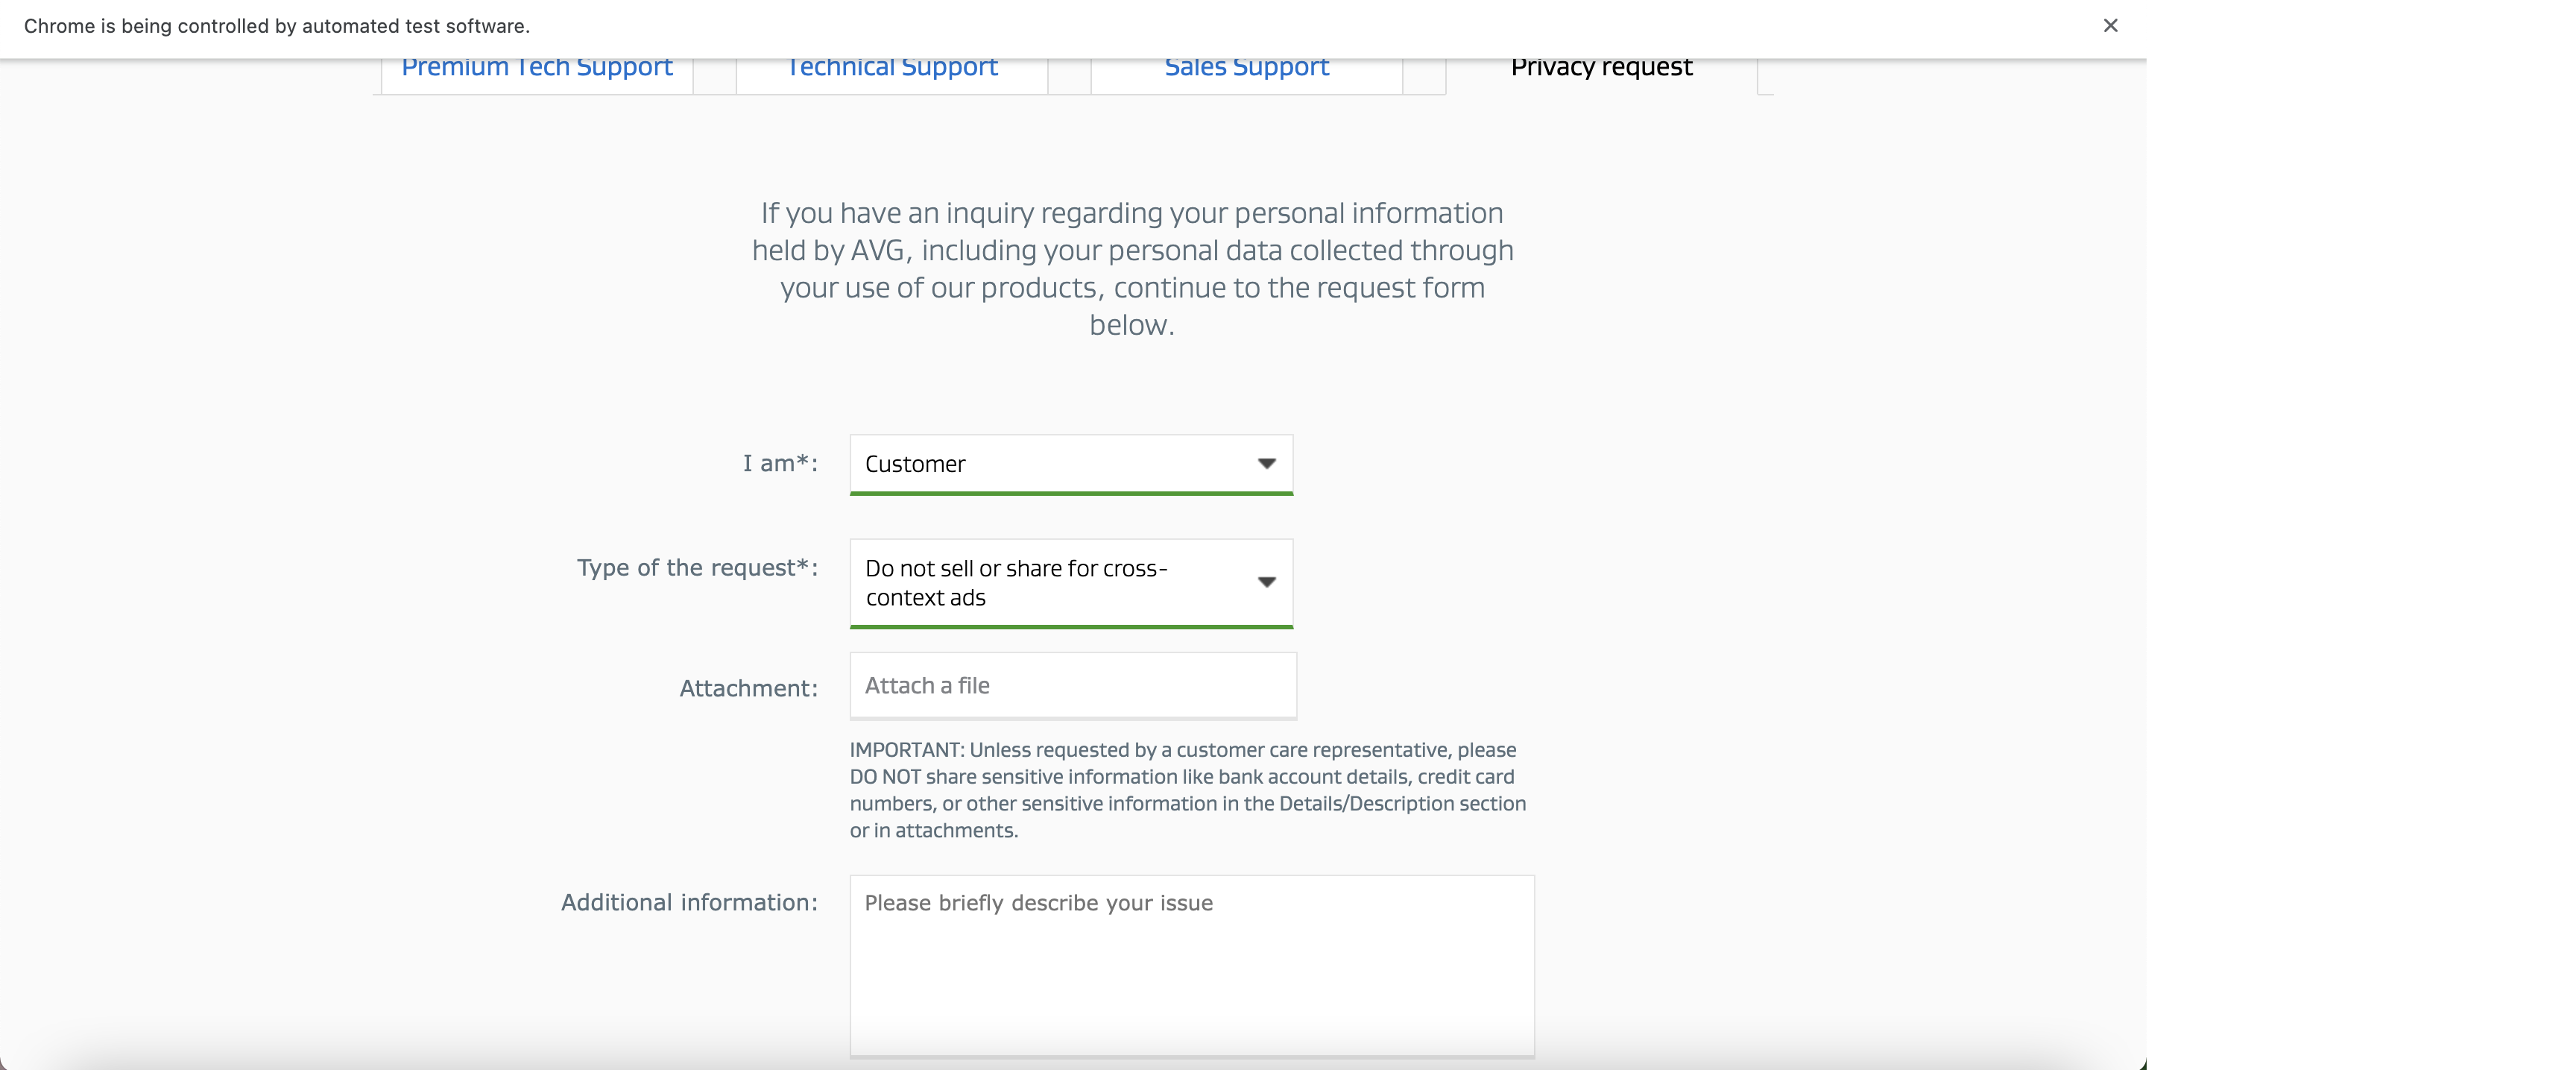 Chrome is being controlled by automated test software.
Premium Tech Support
Technical Support
Sales Support
Privacy request
If you have an inquiry regarding your personal information
held by AVG, including your personal data collected through
your use of our products, continue to the request form
below.
I am*:
Customer
Type of the request*:
Do not sell or share for cross-
context ads
Attachment:
Attach a file
IMPORTANT: Unless requested by a customer care representative, please
DO NOT share sensitive information like bank account details, credit card
numbers, or other sensitive information in the Details/Description section
or in attachments.
Additional information:
Please briefly describe your issue